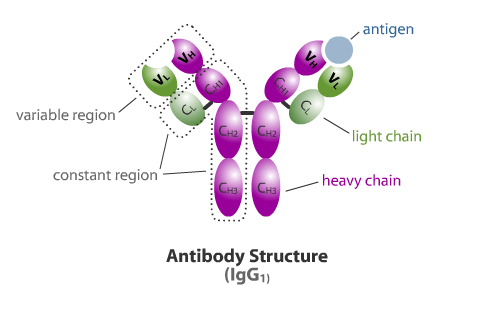 antigen
VH
VH
VL
VL
CH1
CH1
CL
CL
variable region
CH2
CH2
light chain
constant region
CH3
CH3
heavy chain
Antibody Structure
(IgG1)